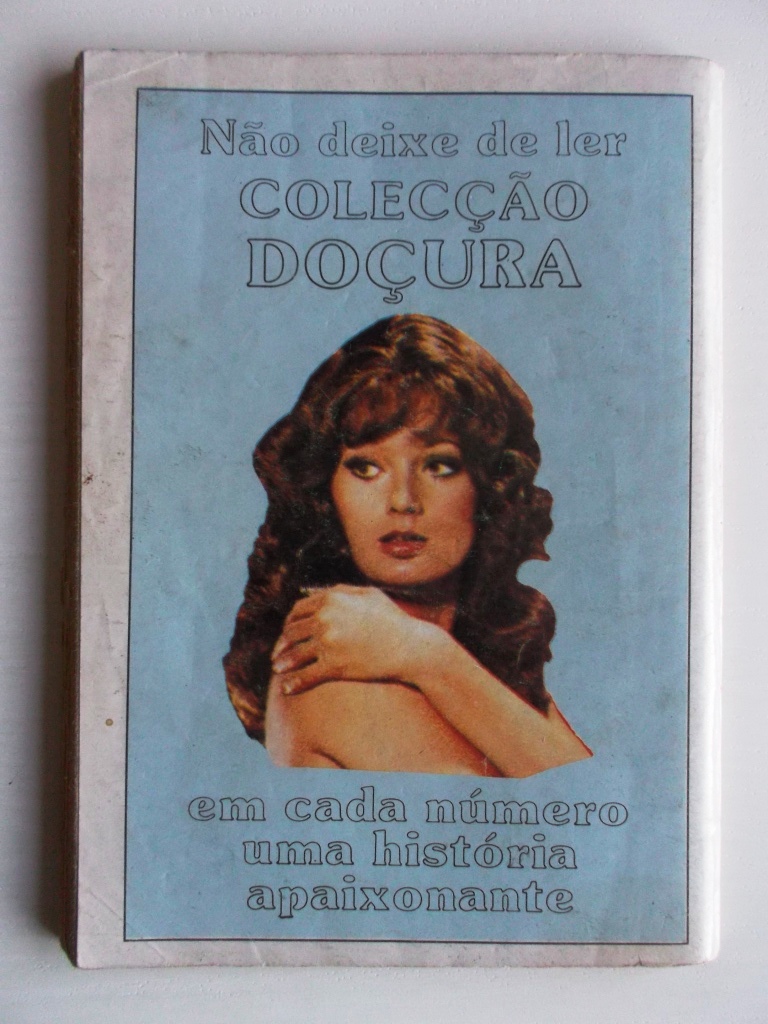 Não deixe de ler
COLECÇÃO
DOÇURA
em cada número
uma história
apaixonante